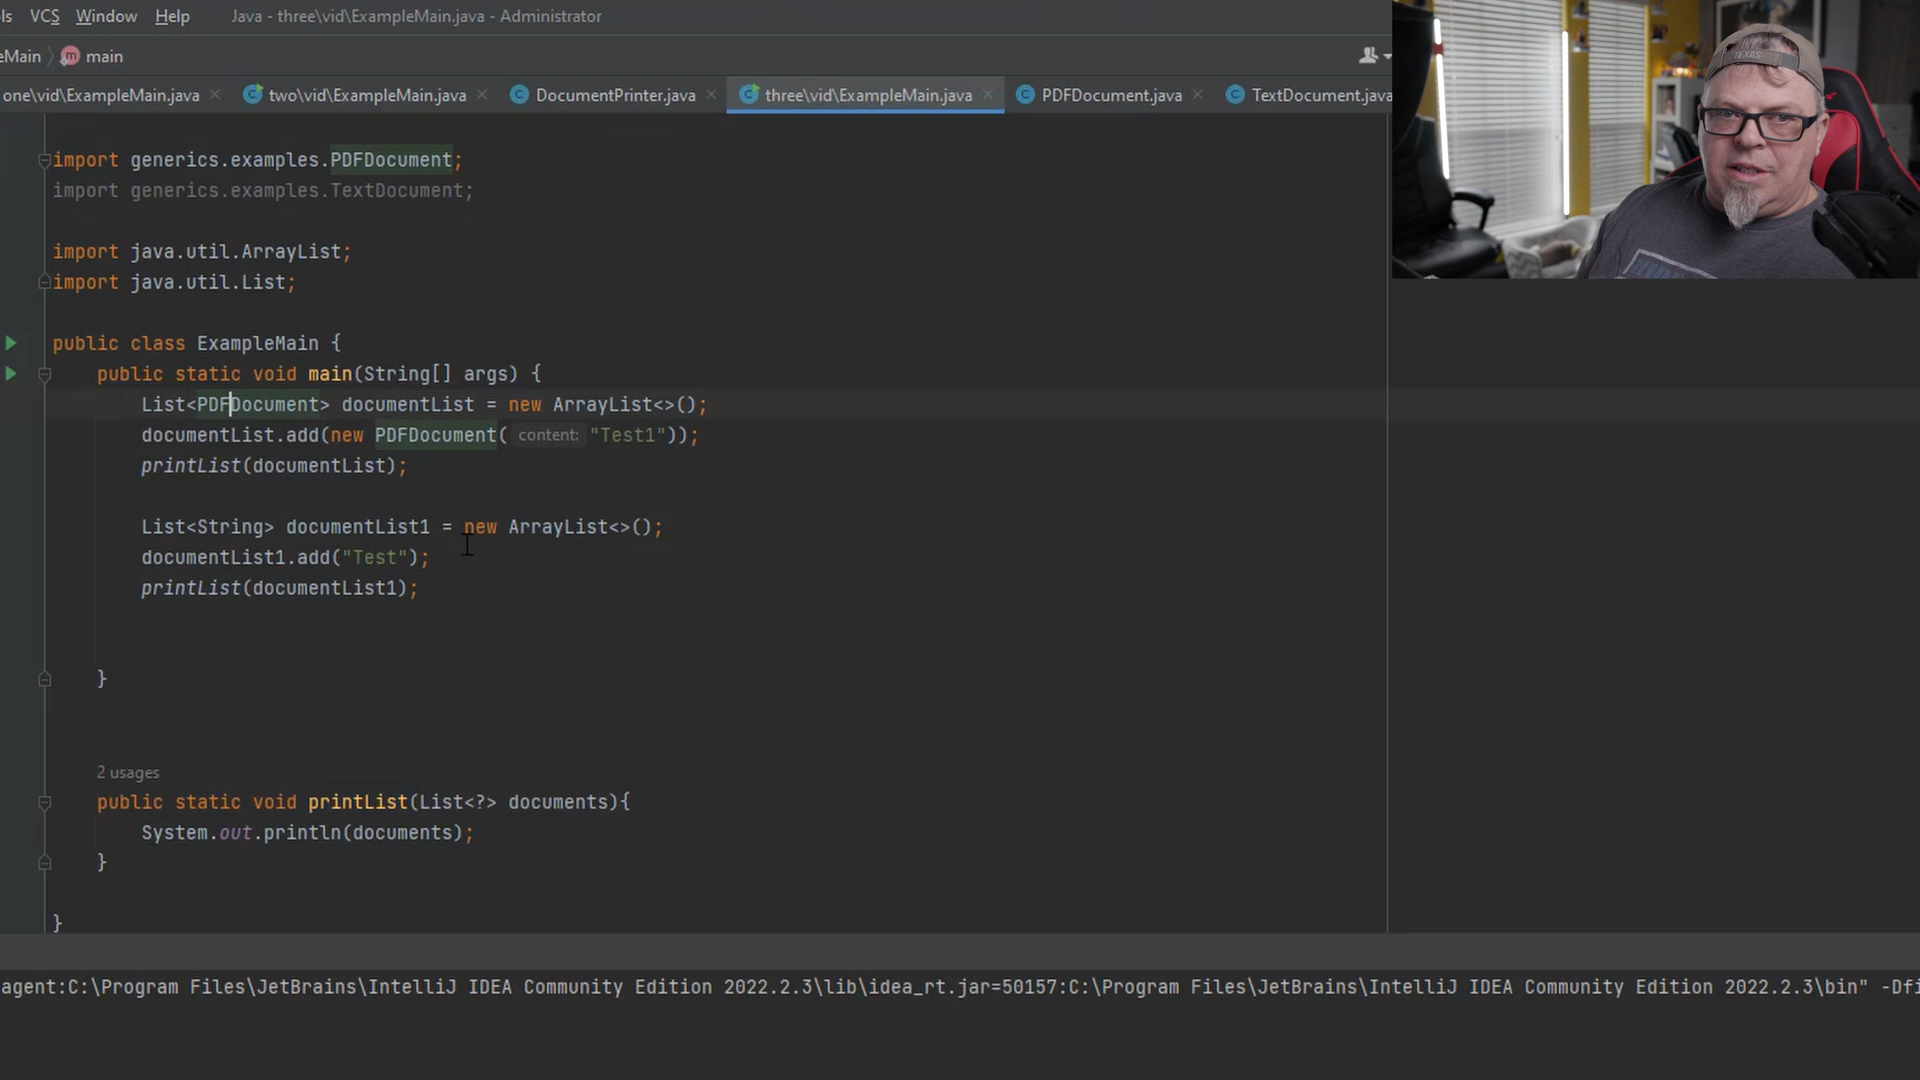 ls VCS Window Help Java - three\vid\ExampleMain.java - Administrator
eMain main
one\vid\ExampleMain.java two\vid\ExampleMain.java DocumentPrinter.java three\vid\ExampleMain.java PDFDocument.java TextDocument.java
TEXAS
import generics.examples.PDFDocument;
import generics.examples.TextDocument;
import java.util.ArrayList;
import java.util.List;
public class ExampleMain {
public static void main(String[] args) {
List<PDFDocument> documentList = new ArrayList<>();
documentList.add(new PDFDocument( content: "Test1"));
printList(documentList);
List<String> documentList1 = new ArrayList<>();
documentList1.add("Test");
printList(documentList1);
}
2 usages
public static void printList(List<?> documents){
System.out.println(documents);
}
}
agent:C:\Program Files\JetBrains\IntelliJ IDEA Community Edition 2022.2.3\lib\idea_rt.jar=50157:C:\Program Files\JetBrains\IntelliJ IDEA Community Edition 2022.2.3\bin" -Dfi